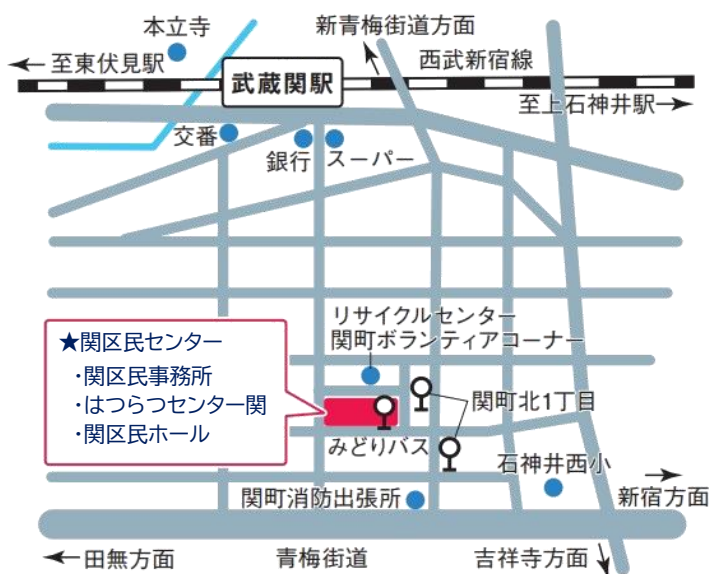 本立寺
新青梅街道方面
←至東伏見駅
西武新宿線
武蔵関駅
至上石神井駅→
交番
銀行
スーパー
リサイクルセンター
関町ボランティアコーナー
★関区民センター
・関区民事務所
・はつらつセンター関
・関区民ホール
関町北1丁目
みどりバス
石神井西小
関町消防出張所
新宿方面
←田無方面
青梅街道
吉祥寺方面